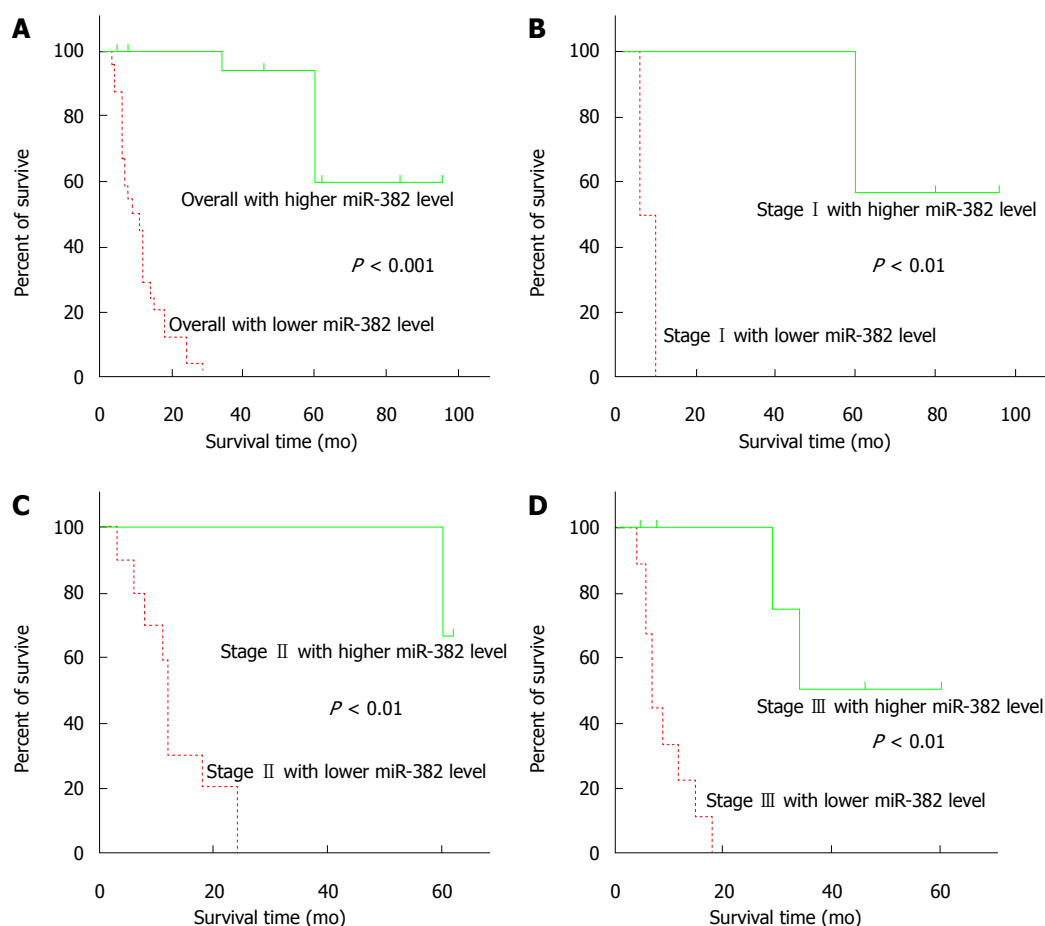 A
Percent of survive
100
80
60
40
20
0
Overall with higher miR-382 level
P < 0.001
Overall with lower miR-382 level
0 20 40 60 80 100
Survival time (mo)
B
Percent of survive
100
80
60
40
20
0
Stage Ⅰ with higher miR-382 level
P < 0.01
Stage Ⅰ with lower miR-382 level
0 20 40 60 80 100
Survival time (mo)
C
Percent of survive
100
80
60
40
20
0
Stage Ⅱ with higher miR-382 level
P < 0.01
Stage Ⅱ with lower miR-382 level
0 20 40 60
Survival time (mo)
D
Percent of survive
100
80
60
40
20
0
Stage Ⅲ with higher miR-382 level
P < 0.01
Stage Ⅲ with lower miR-382 level
0 20 40 60
Survival time (mo)